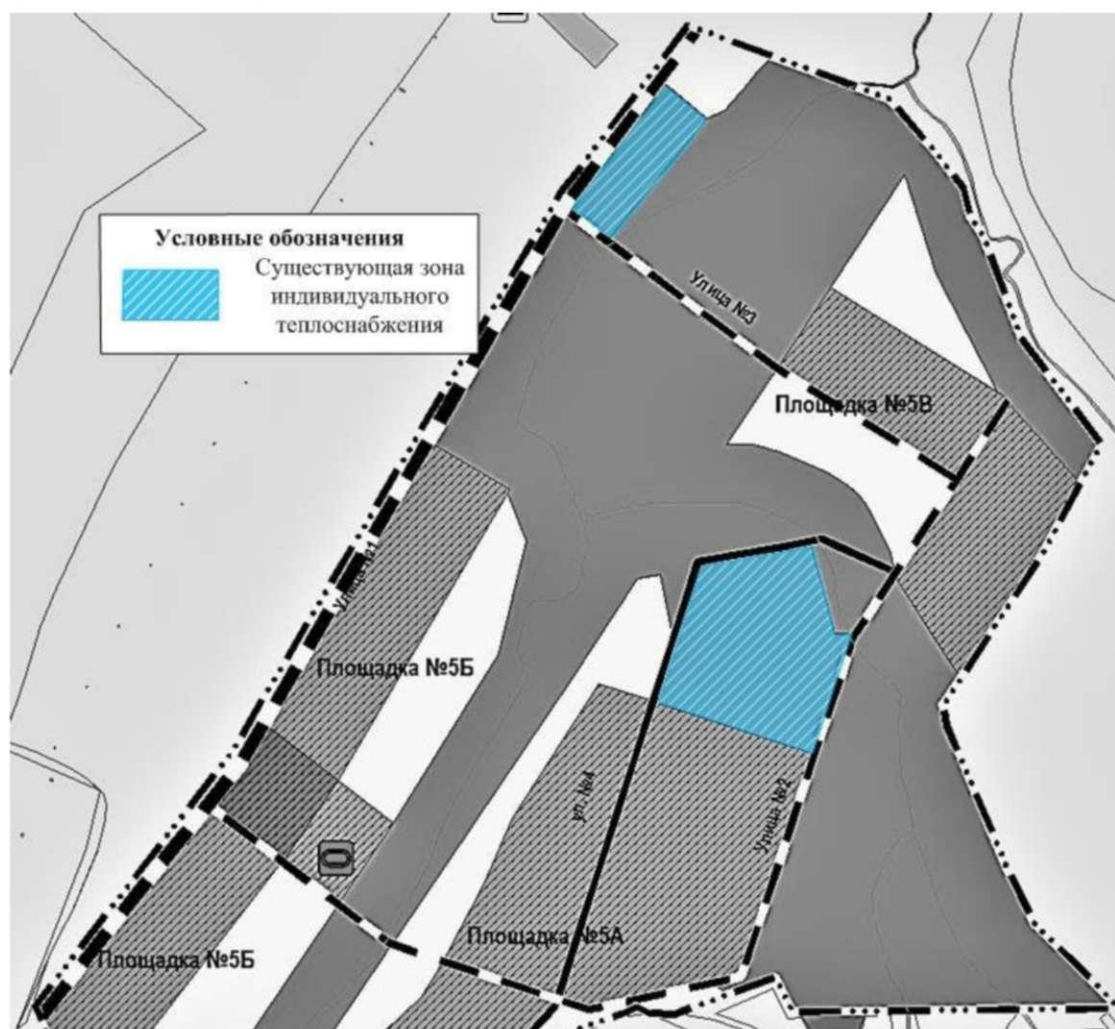 Условные обозначения
Существующая зона
индивидуального
теплоснабжения
Улица №3
Площадка №5В
Улица №1
Площадка №5Б
ул. №4
Улица №2
Площадка №5А
Площадка №5Б